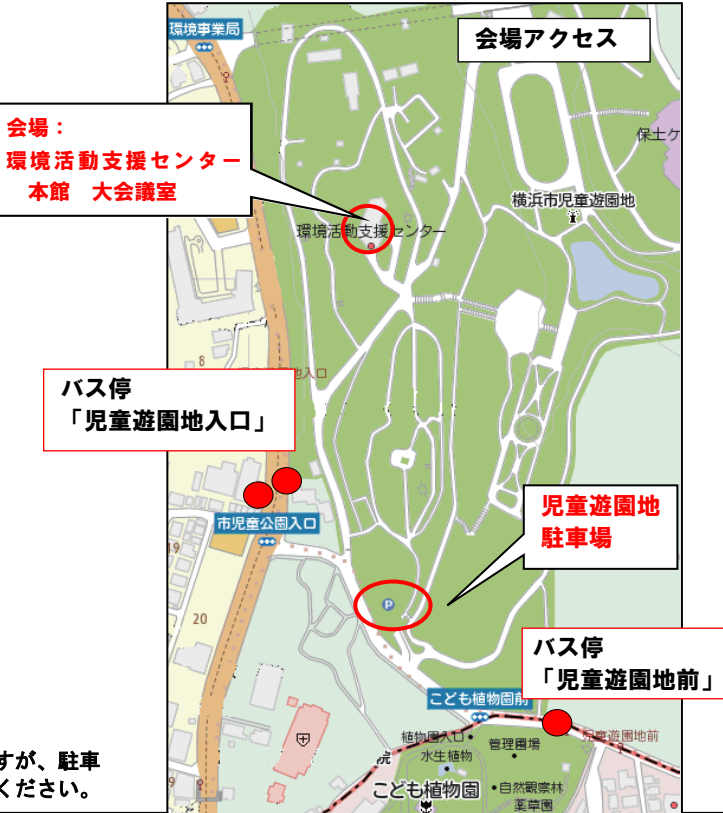 環境事業局
会場アクセス
会場：
環境活動支援センター
本館 大会議室
保土ケ
横浜市児童遊園地
環境活動支援センター
8
地入口
バス停
「児童遊園地入口」
児童遊園地
駐車場
市児童公園入口
19
20
P
バス停
「児童遊園地前」
こども植物園前
児童遊園地前
植物園入口
管理圃場
院
水生植物
こども植物園
自然観察林
薬草園
すが、駐車
ください。
9